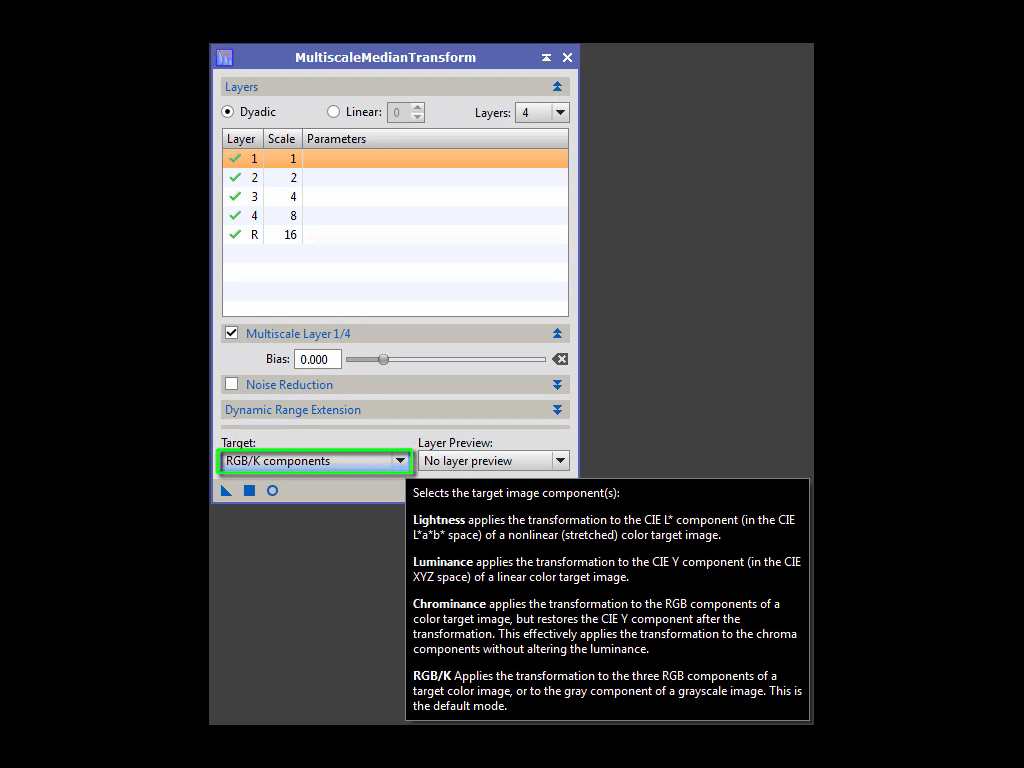 MultiscaleMedianTransform
Layers
Dyadic Linear: 0 Layers: 4
Layer Scale Parameters
1 1
2 2
3 4
4 8
R 16
Multiscale Layer 1/4
Bias: 0.000
Noise Reduction
Dynamic Range Extension
Target: Layer Preview:
RGB/K components No layer preview
Selects the target image component(s):
Lightness applies the transformation to the CIE L* component (in the CIE
L*a*b* space) of a nonlinear (stretched) color target image.
Luminance applies the transformation to the CIE Y component (in the CIE
XYZ space) of a linear color target image.
Chrominance applies the transformation to the RGB components of a
color target image, but restores the CIE Y component after the
transformation. This effectively applies the transformation to the chroma
components without altering the luminance.
RGB/K Applies the transformation to the three RGB components of a
target color image, or to the gray component of a grayscale image. This is
the default mode.